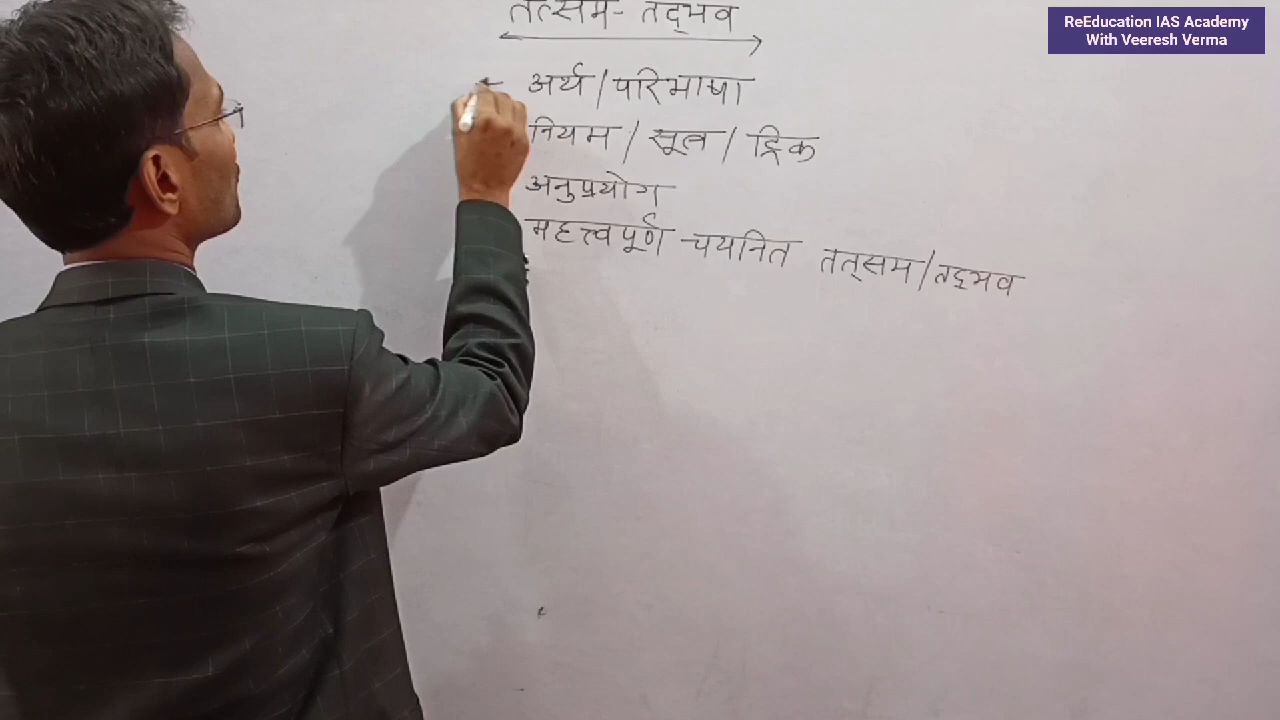 तत्सम- तद्भव
ReEducation IAS Academy
With Veeresh Verma
अर्थ/परिभाषा
नियम/सूत्र/ट्रिक
अनुप्रयोग
महत्त्वपूर्ण चयनित तत्सम/तद्भव